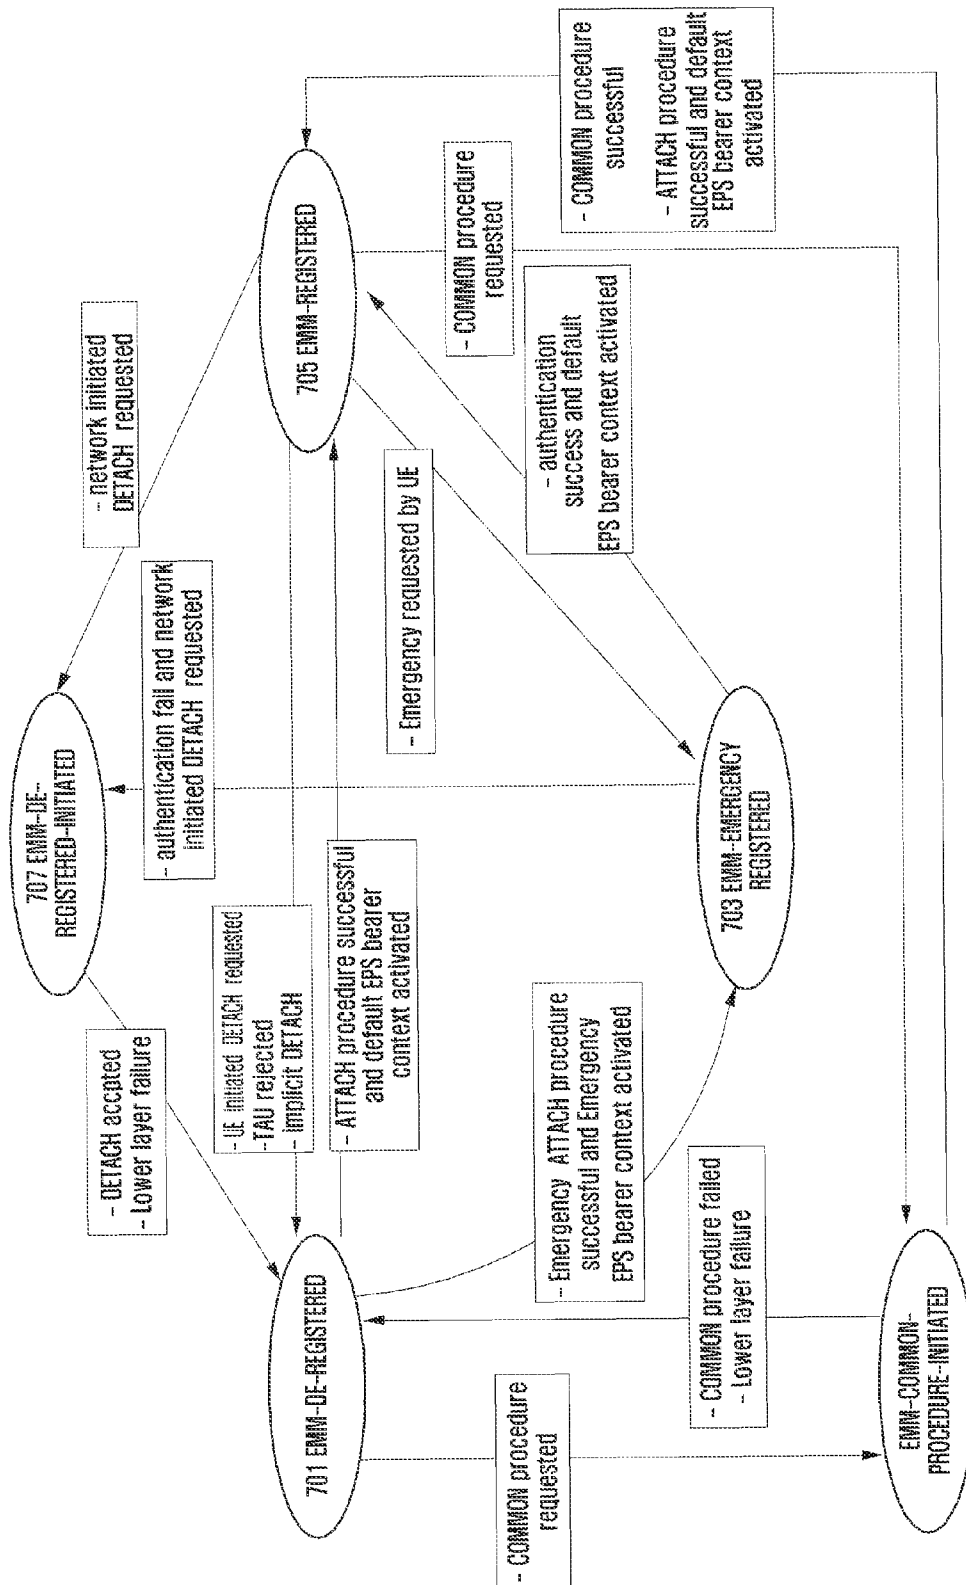 707 EMM-DE-
REGISTERED-INITIATED
- network initiated
DETACH requested
- DETACH accpted
- Lower layer failure
- authentication fail and network
initiated DETACH requested
- UE initiated DETACH requested
- TAU rejected
- implicit DETACH
701 EMM-DE-REGISTERED
705 EMM-REGISTERED
- ATTACH procedure successful
and default EPS bearer
context activated
- Emergency requested by UE
- COMMON procedure
requested
- COMMON procedure
requested
- Emergency ATTACH procedure
successful and Emergency
EPS bearer context activated
- authentication
success and default
EPS bearer context activated
- COMMON procedure
successful
- ATTACH procedure
successful and default
EPS bearer context
activated
703 EMM-EMERGENCY
REGISTERED
- COMMON procedure failed
- Lower layer failure
EMM-COMMON-
PROCEDURE-INITIATED